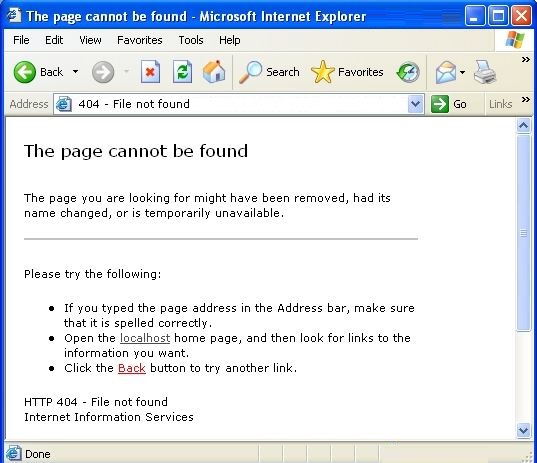 The page cannot be found - Microsoft Internet Explorer
File Edit View Favorites Tools Help
Back Search Favorites
Address 404 - File not found Go Links
The page cannot be found
The page you are looking for might have been removed, had its
name changed, or is temporarily unavailable.
Please try the following:
If you typed the page address in the Address bar, make sure
that it is spelled correctly.
Open the localhost home page, and then look for links to the
information you want.
Click the Back button to try another link.
HTTP 404 - File not found
Internet Information Services
Done